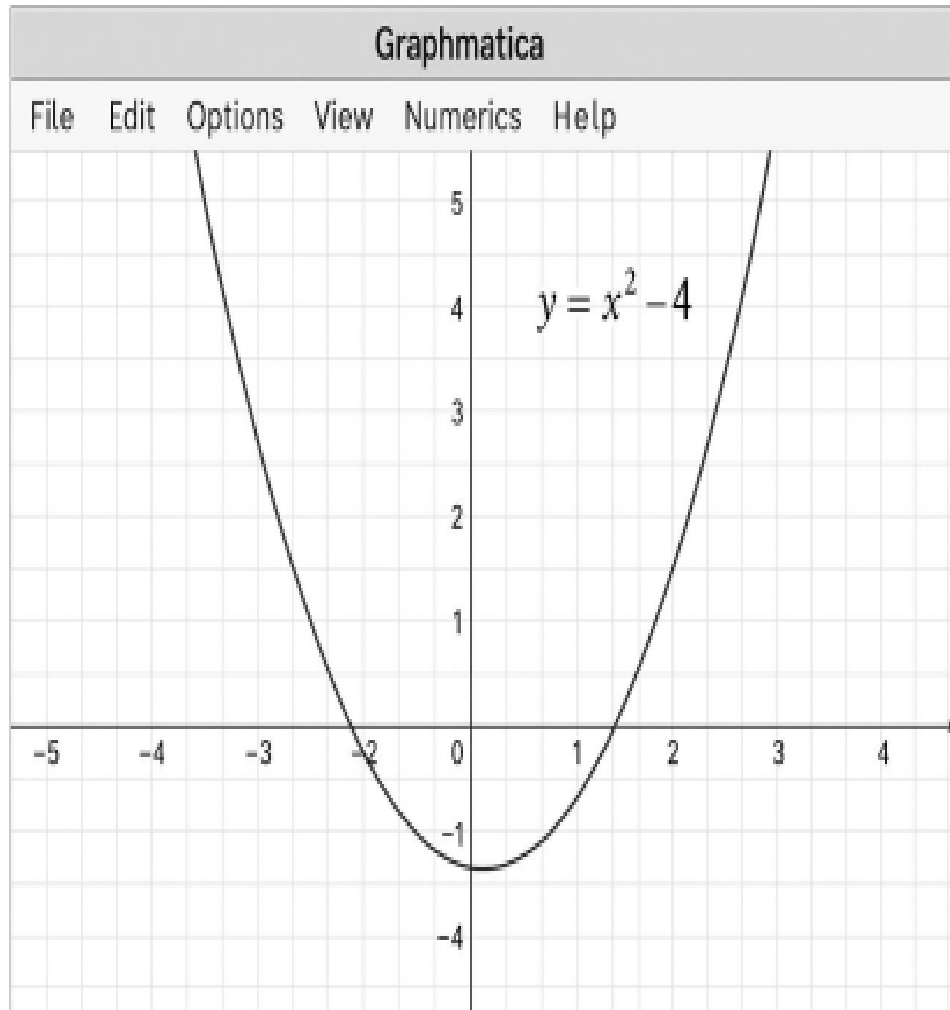 Graphmatica
File Edit Options View Numerics Help
5
y = x² – 4
4
3
2
1
–5 –4 –3 –2 0 1 2 3 4
–1
–4